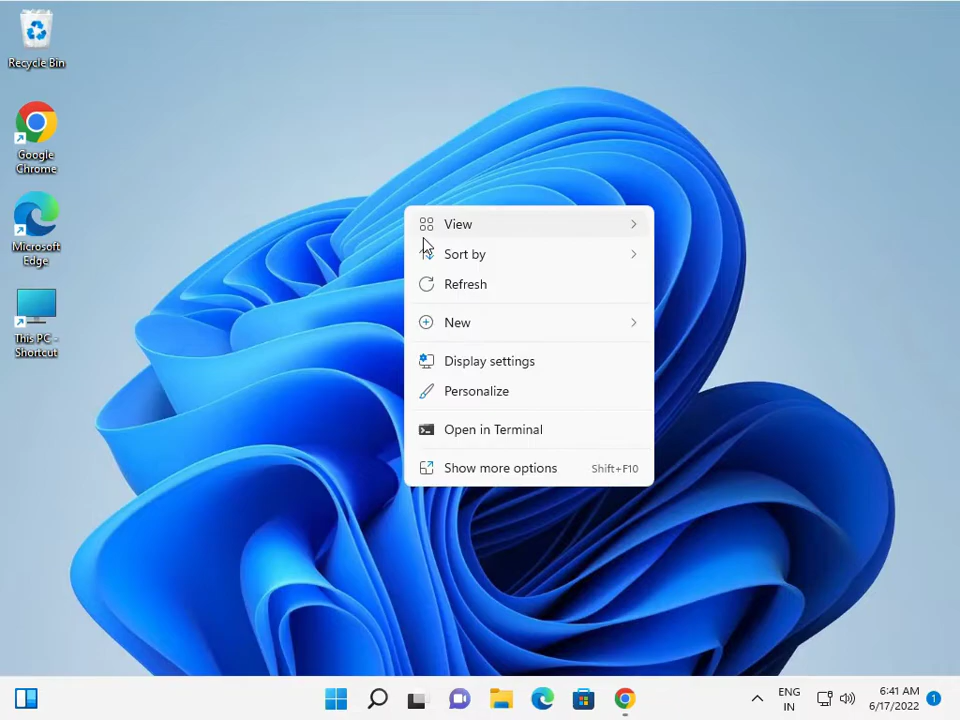 Recycle Bin
Google
Chrome
Microsoft
Edge
This PC -
Shortcut
View
Sort by
Refresh
New
Display settings
Personalize
Open in Terminal
Show more options Shift+F10
ENG
IN
6:41 AM
6/17/2022
1